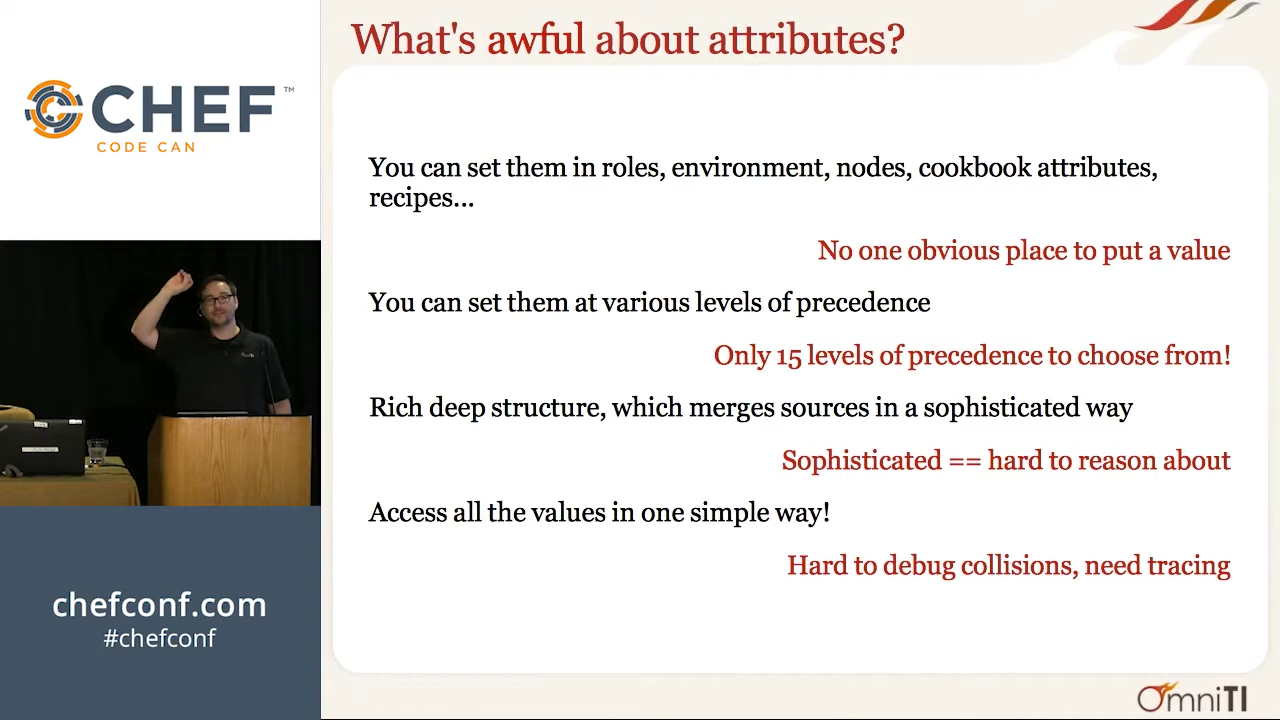 What's awful about attributes?
CHEF™
CODE CAN
You can set them in roles, environment, nodes, cookbook attributes,
recipes...
No one obvious place to put a value
You can set them at various levels of precedence
Only 15 levels of precedence to choose from!
Rich deep structure, which merges sources in a sophisticated way
Sophisticated == hard to reason about
Access all the values in one simple way!
Hard to debug collisions, need tracing
chefconf.com
#chefconf
OmniTI